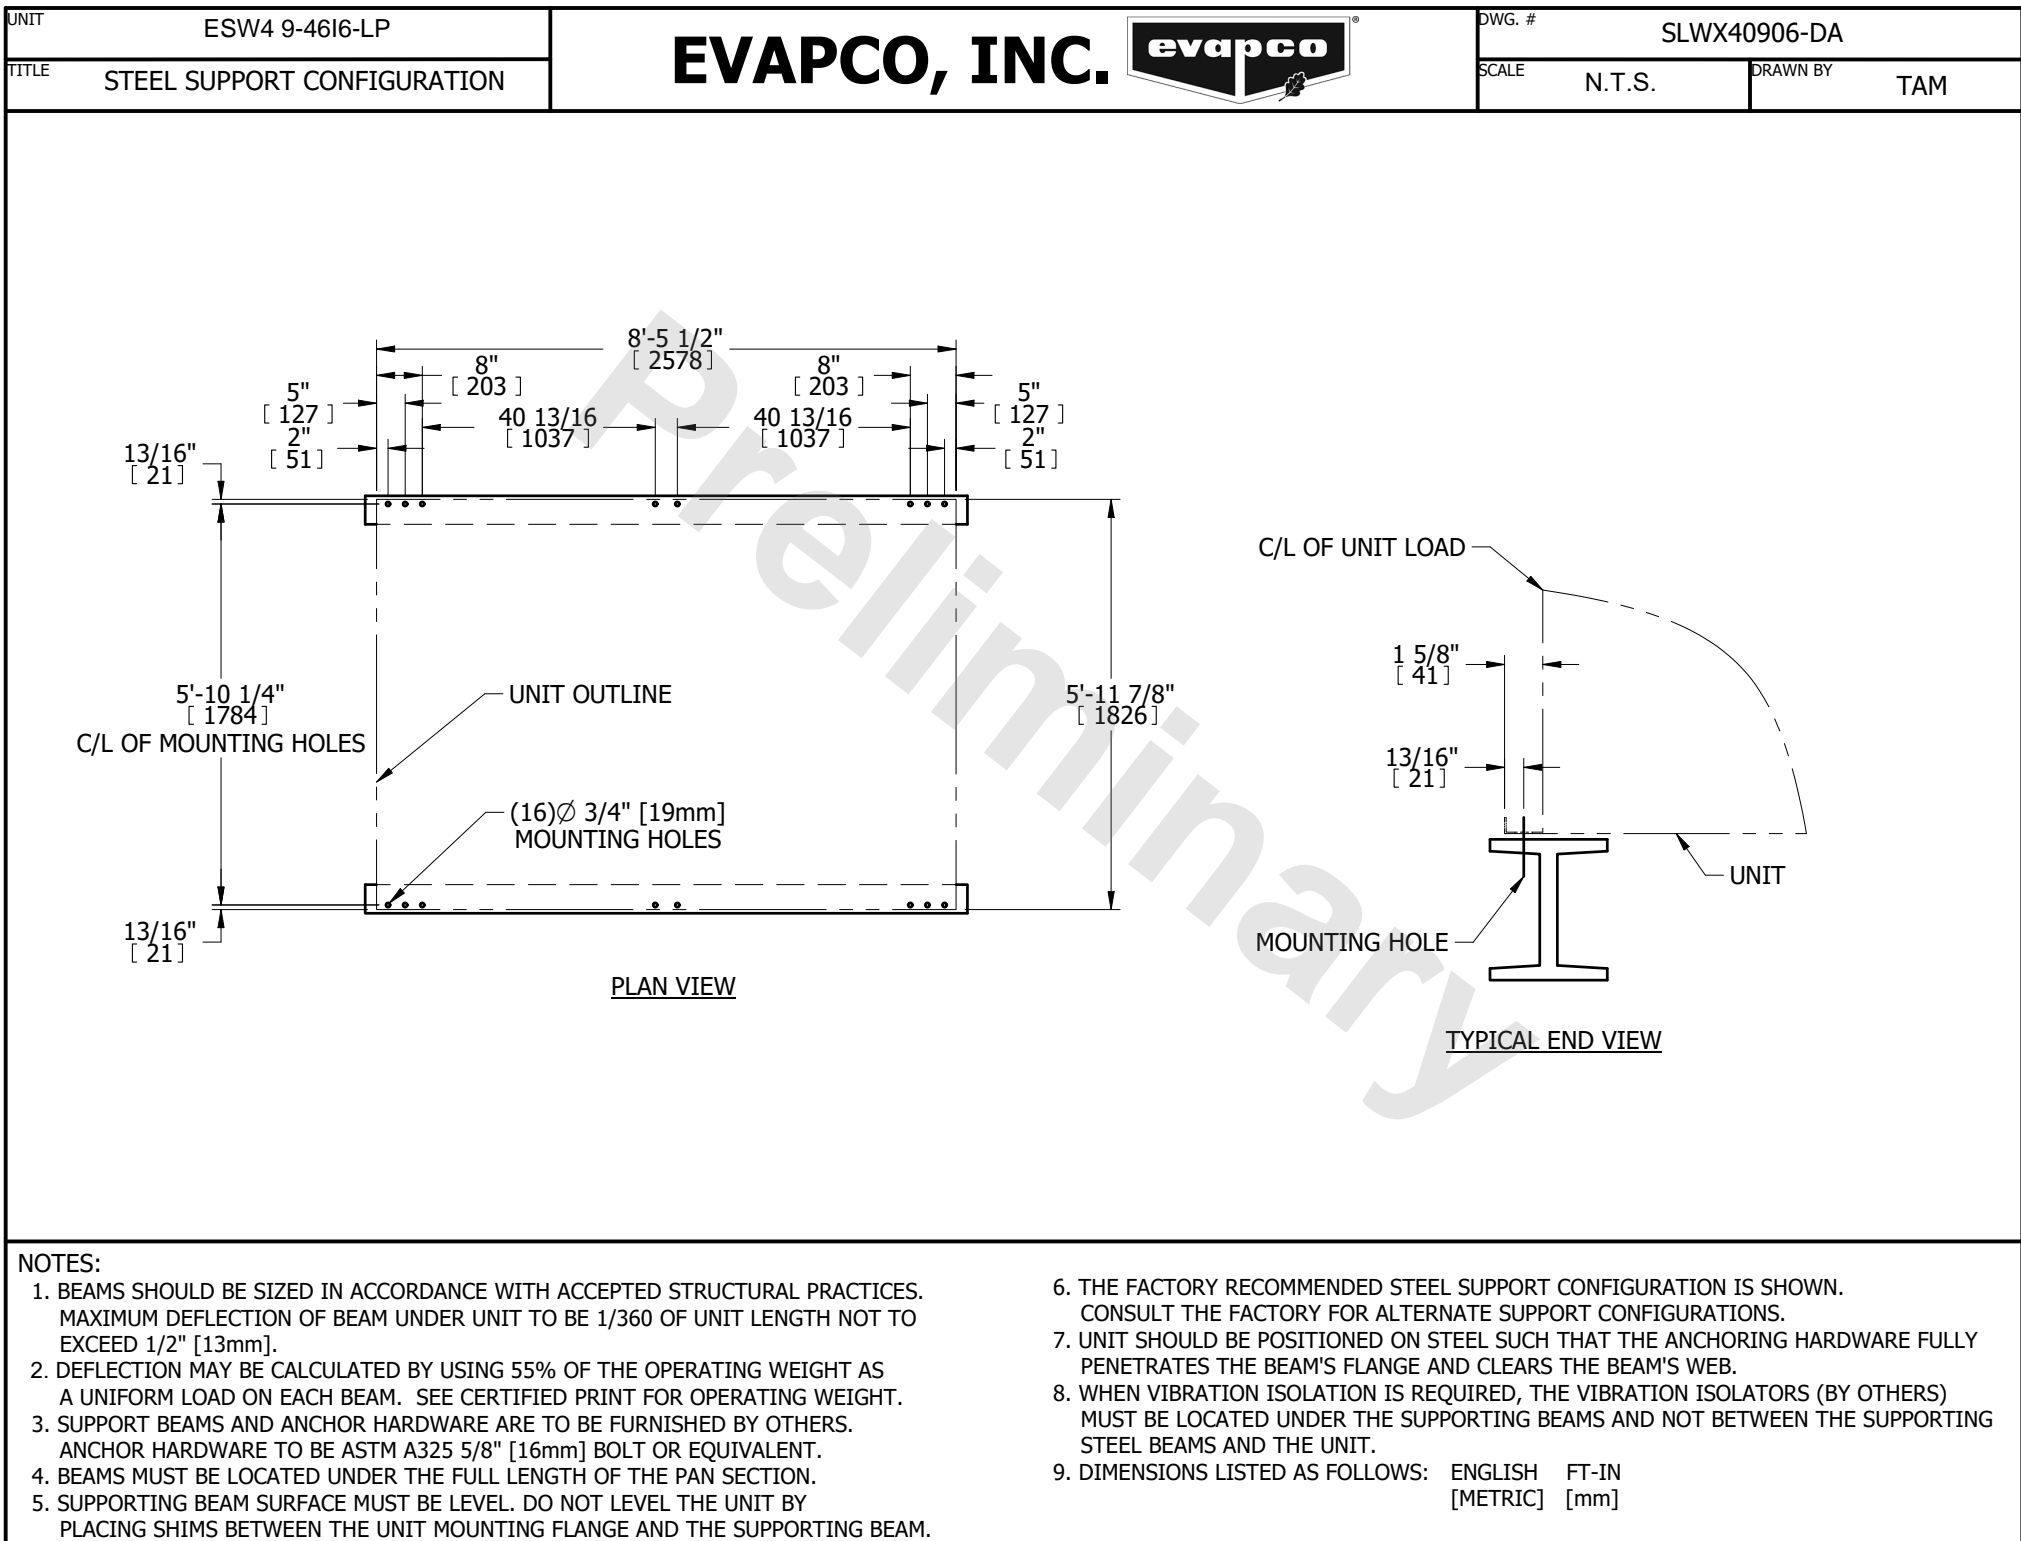 UNIT
ESW4 9-46I6-LP
TITLE
STEEL SUPPORT CONFIGURATION
EVAPCO, INC.
evapco
®
DWG. #
SLWX40906-DA
SCALE
N.T.S.
DRAWN BY
TAM
Preliminary
8'-5 1/2"
[ 2578 ]
8"
[ 203 ]
8"
[ 203 ]
5"
[ 127 ]
5"
[ 127 ]
40 13/16
[ 1037 ]
40 13/16
[ 1037 ]
2"
[ 51 ]
2"
[ 51 ]
13/16"
[ 21 ]
5'-10 1/4"
[ 1784 ]
C/L OF MOUNTING HOLES
UNIT OUTLINE
5'-11 7/8"
[ 1826 ]
(16)Ø 3/4" [19mm]
MOUNTING HOLES
13/16"
[ 21 ]
PLAN VIEW
C/L OF UNIT LOAD
1 5/8"
[ 41 ]
13/16"
[ 21 ]
UNIT
MOUNTING HOLE
TYPICAL END VIEW
NOTES:
1. BEAMS SHOULD BE SIZED IN ACCORDANCE WITH ACCEPTED STRUCTURAL PRACTICES.
MAXIMUM DEFLECTION OF BEAM UNDER UNIT TO BE 1/360 OF UNIT LENGTH NOT TO
EXCEED 1/2" [13mm].
2. DEFLECTION MAY BE CALCULATED BY USING 55% OF THE OPERATING WEIGHT AS
A UNIFORM LOAD ON EACH BEAM. SEE CERTIFIED PRINT FOR OPERATING WEIGHT.
3. SUPPORT BEAMS AND ANCHOR HARDWARE ARE TO BE FURNISHED BY OTHERS.
ANCHOR HARDWARE TO BE ASTM A325 5/8" [16mm] BOLT OR EQUIVALENT.
4. BEAMS MUST BE LOCATED UNDER THE FULL LENGTH OF THE PAN SECTION.
5. SUPPORTING BEAM SURFACE MUST BE LEVEL. DO NOT LEVEL THE UNIT BY
PLACING SHIMS BETWEEN THE UNIT MOUNTING FLANGE AND THE SUPPORTING BEAM.
6. THE FACTORY RECOMMENDED STEEL SUPPORT CONFIGURATION IS SHOWN.
CONSULT THE FACTORY FOR ALTERNATE SUPPORT CONFIGURATIONS.
7. UNIT SHOULD BE POSITIONED ON STEEL SUCH THAT THE ANCHORING HARDWARE FULLY
PENETRATES THE BEAM'S FLANGE AND CLEARS THE BEAM'S WEB.
8. WHEN VIBRATION ISOLATION IS REQUIRED, THE VIBRATION ISOLATORS (BY OTHERS)
MUST BE LOCATED UNDER THE SUPPORTING BEAMS AND NOT BETWEEN THE SUPPORTING
STEEL BEAMS AND THE UNIT.
9. DIMENSIONS LISTED AS FOLLOWS: ENGLISH FT-IN
[METRIC] [mm]